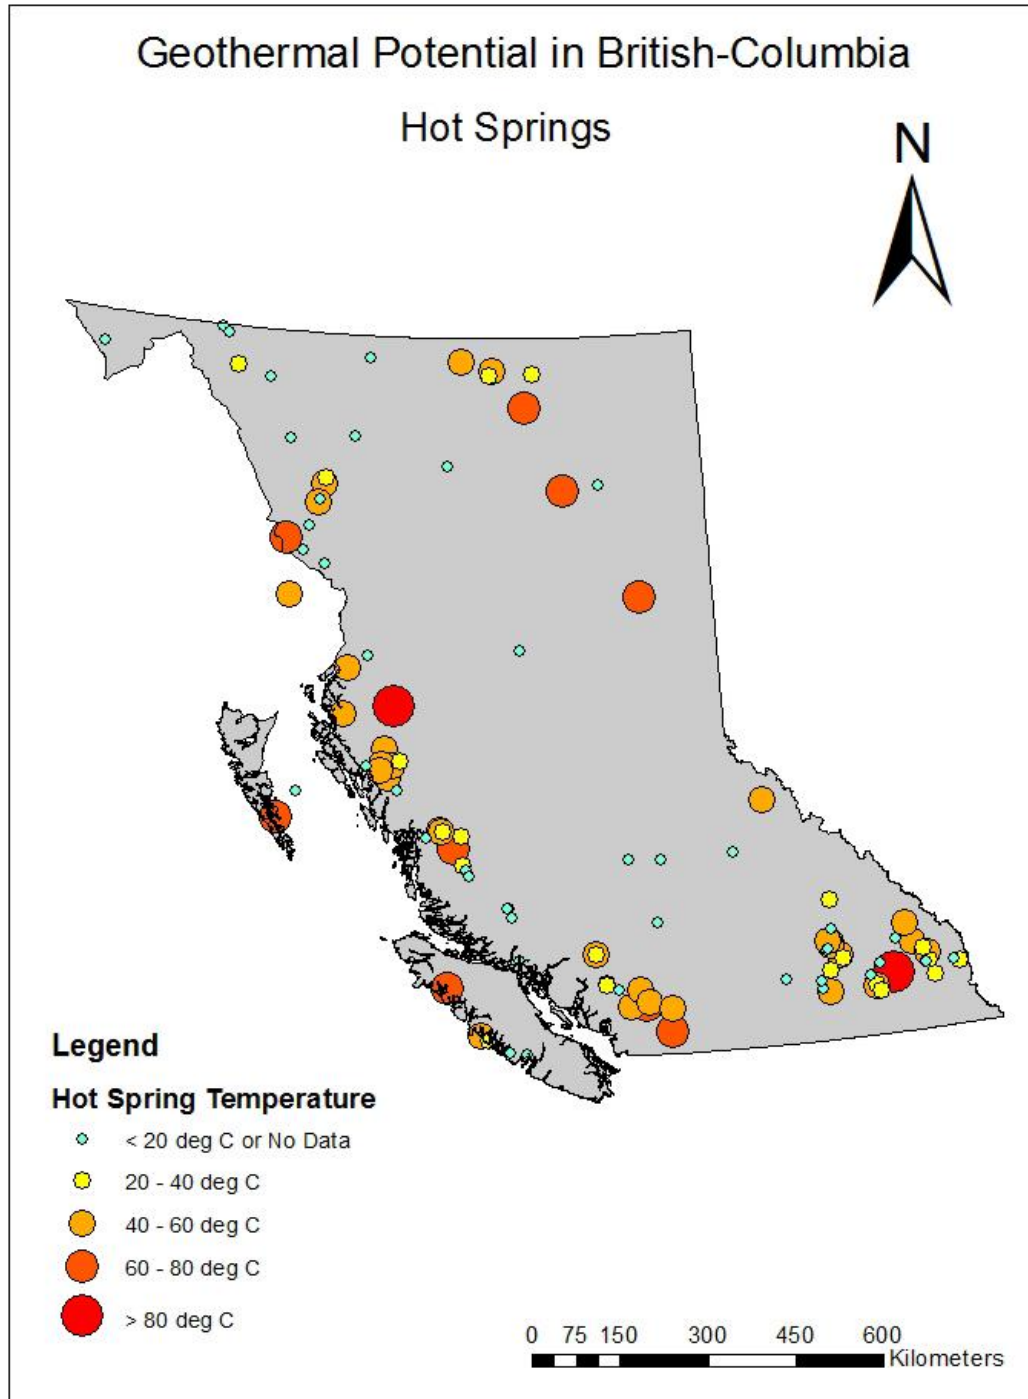 Geothermal Potential in British-Columbia
Hot Springs
N
Legend
Hot Spring Temperature
< 20 deg C or No Data
20 - 40 deg C
40 - 60 deg C
60 - 80 deg C
> 80 deg C
0 75 150 300 450 600
Kilometers